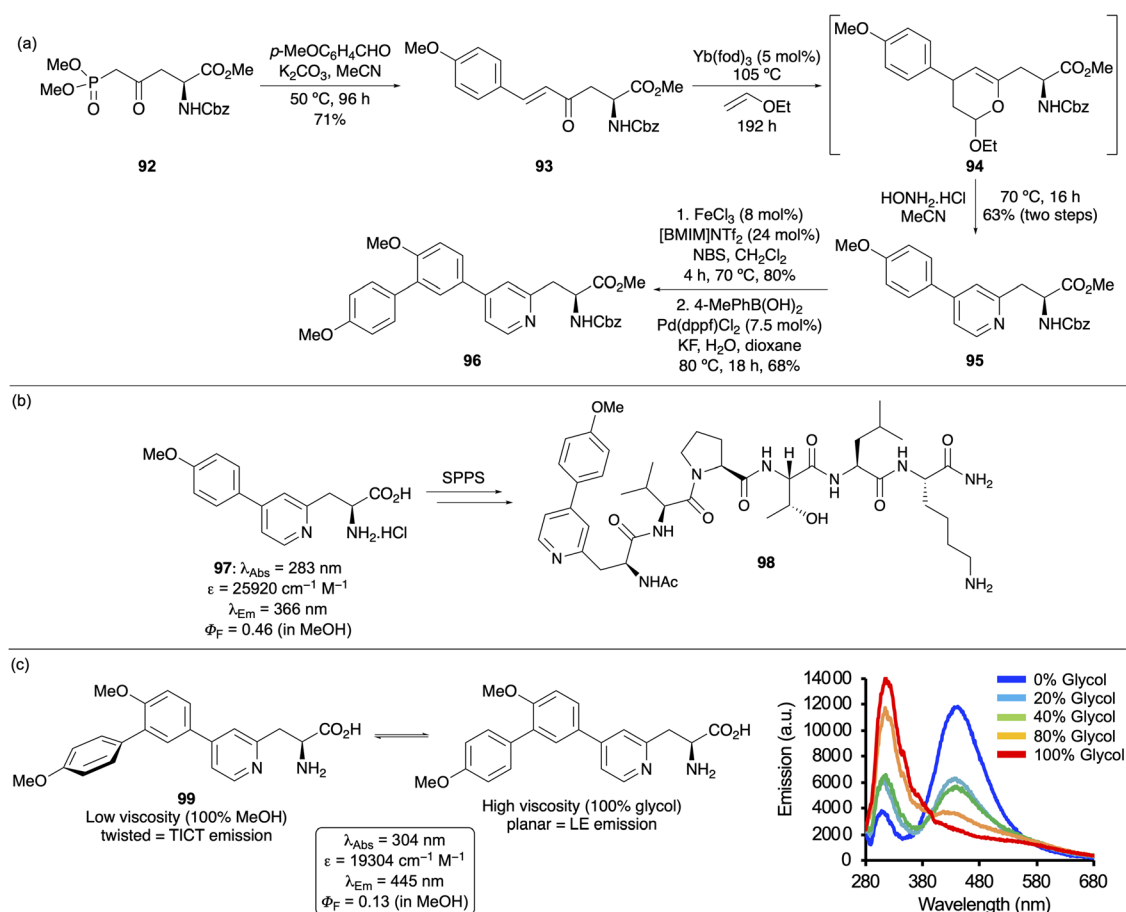 (a)
MeO
MeO
P
O
O
CO₂Me
NHCbz
92
p-MeOC₆H₄CHO
K₂CO₃, MeCN
50 ºC, 96 h
71%
MeO
O
CO₂Me
NHCbz
93
Yb(fod)₃ (5 mol%)
105 ºC
OEt
192 h
MeO
O
OEt
CO₂Me
NHCbz
94
HONH₂.HCl
MeCN
70 ºC, 16 h
63% (two steps)
MeO
N
CO₂Me
NHCbz
95
1. FeCl₃ (8 mol%)
[BMIM]NTf₂ (24 mol%)
NBS, CH₂Cl₂
4 h, 70 ºC, 80%
2. 4-MePhB(OH)₂
Pd(dppf)Cl₂ (7.5 mol%)
KF, H₂O, dioxane
80 ºC, 18 h, 68%
MeO
MeO
N
CO₂Me
NHCbz
96
(b)
MeO
N
CO₂H
NH₂.HCl
97: λAbs = 283 nm
ε = 25920 cm⁻¹ M⁻¹
λEm = 366 nm
ΦF = 0.46 (in MeOH)
SPPS
OMe
N
O
NHAc
H
N
O
N
O
H
N
H
OH
O
N
H
O
H
N
O
NH₂
NH₂
98
(c)
MeO
MeO
N
CO₂H
NH₂
99
Low viscosity (100% MeOH)
twisted = TICT emission
MeO
MeO
N
CO₂H
NH₂
High viscosity (100% glycol)
planar = LE emission
λAbs = 304 nm
ε = 19304 cm⁻¹ M⁻¹
λEm = 445 nm
ΦF = 0.13 (in MeOH)
Emission (a.u.)
14000
12000
10000
8000
6000
4000
2000
0
280
380
480
580
680
Wavelength (nm)
0% Glycol
20% Glycol
40% Glycol
80% Glycol
100% Glycol